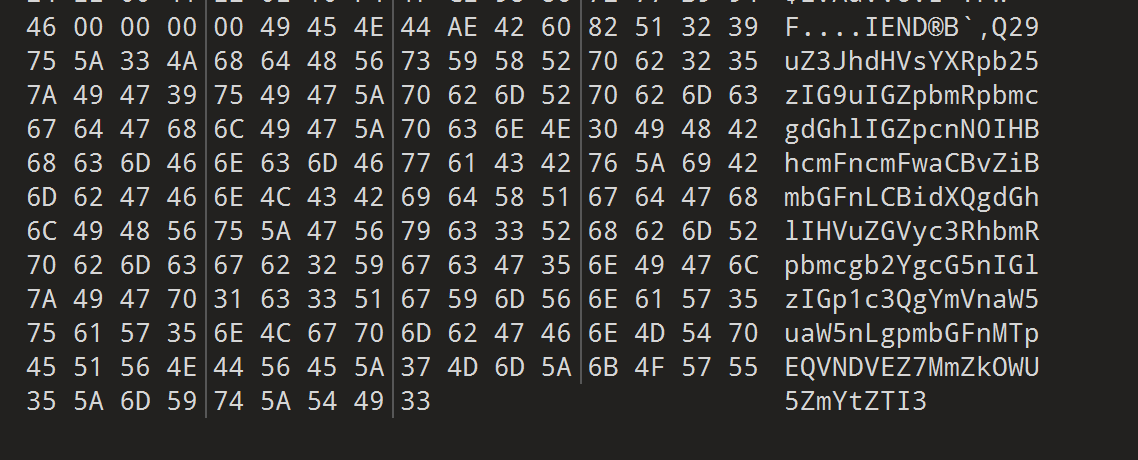 46 00 00 00 00 49 45 4E 44 AE 42 60 82 51 32 39 F....IEND®B`‚Q29
75 5A 33 4A 68 64 48 56 73 59 58 52 70 62 32 35 uZ3JhdHVsYXRpb25
7A 49 47 39 75 49 47 5A 70 62 6D 52 70 62 6D 63 zIG9uIGZpbmRpbmc
67 64 47 68 6C 49 47 5A 70 63 6E 4E 30 49 48 42 gdGhlIGZpcnN0IHB
68 63 6D 46 6E 63 6D 46 77 61 43 42 76 5A 69 42 hcmFncmFwaCBvZiB
6D 62 47 46 6E 4C 43 42 69 64 58 51 67 64 47 68 mbGFnLCBidXQgdGh
6C 49 48 56 75 5A 47 56 79 63 33 52 68 62 6D 52 lIHVuZGVyc3RhbmR
70 62 6D 63 67 62 32 59 67 63 47 35 6E 49 47 6C pbmcgb2YgcG5nIGl
7A 49 47 70 31 63 33 51 67 59 6D 56 6E 61 57 35 zIGp1c3QgYmVnaW5
75 61 57 35 6E 4C 67 70 6D 62 47 46 6E 4D 54 70 uaW5nLgpmbGFnMTp
45 51 56 4E 44 56 45 5A 37 4D 6D 5A 6B 4F 57 55 EQVNDVEZ7MmZkOWU
35 5A 6D 59 74 5A 54 49 33 5ZmYtZTI3